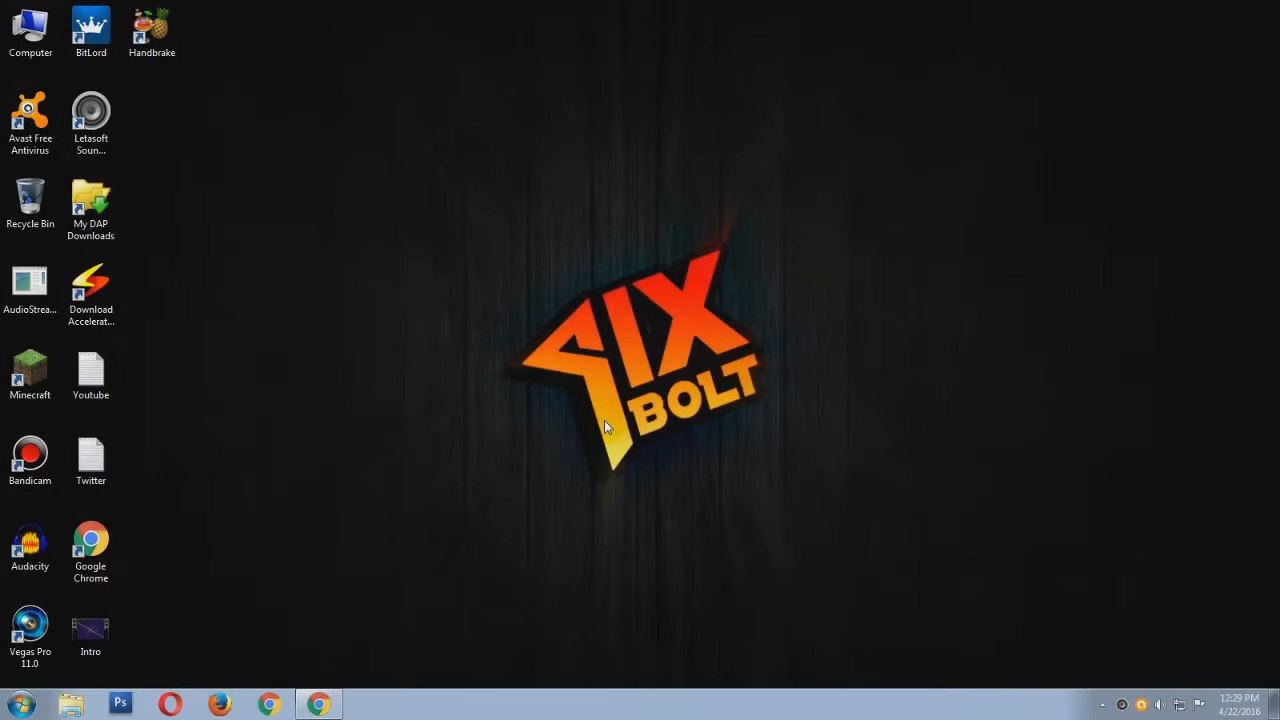 Computer
BitLord
Handbrake
Avast Free
Antivirus
Letasoft
Soun...
Recycle Bin
My DAP
Downloads
AudioStrea...
Download
Accelerat...
Minecraft
Youtube
Bandicam
Twitter
Audacity
Google
Chrome
Vegas Pro
11.0
Intro
SIX
BOLT
Ps
12:29 PM
4/22/2016